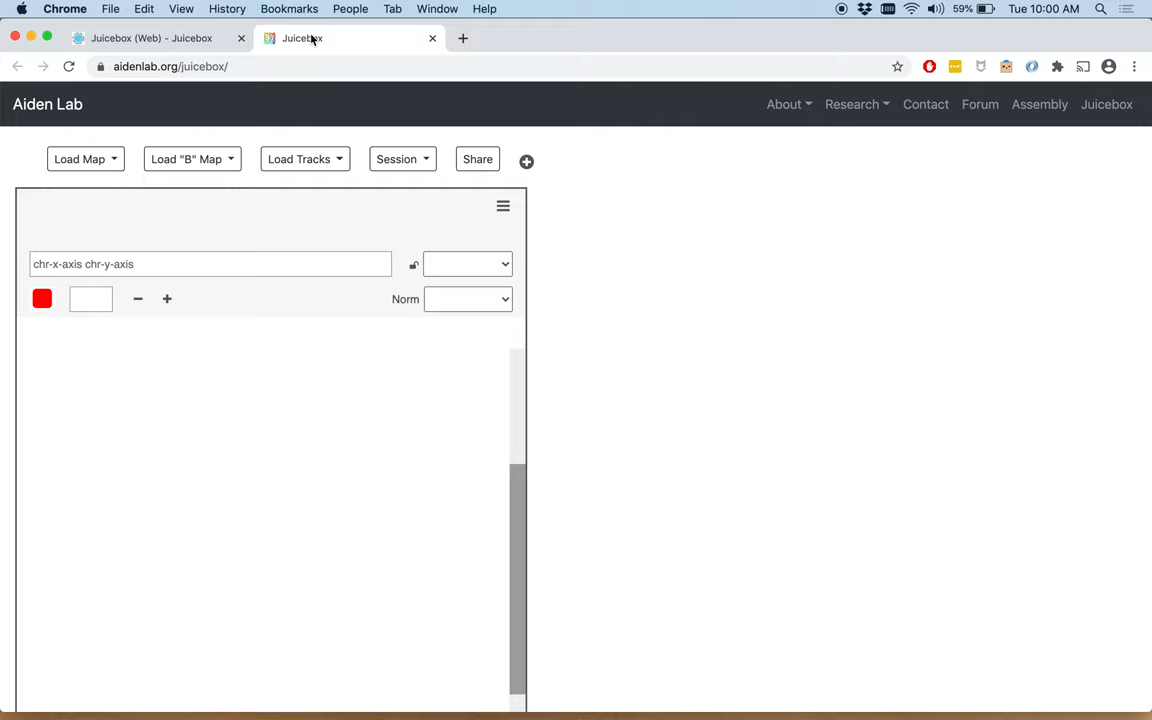 Chrome File Edit View History Bookmarks People Tab Window Help 59% Tue 10:00 AM
Juicebox (Web) - Juicebox Juicebox
aidenlab.org/juicebox/
Aiden Lab About Research Contact Forum Assembly Juicebox
Load Map Load "B" Map Load Tracks Session Share
chr-x-axis chr-y-axis
Norm